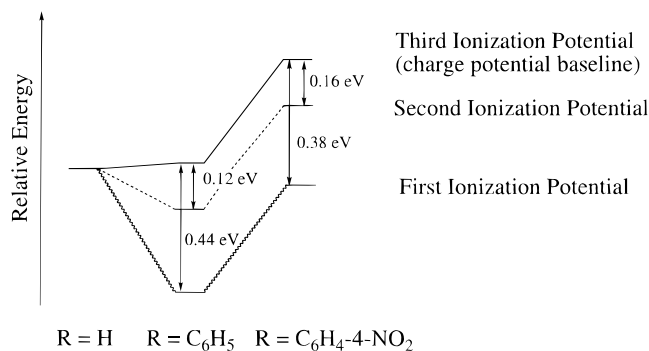 Third Ionization Potential
(charge potential baseline)
0.16 eV
Second Ionization Potential
0.38 eV
0.12 eV
First Ionization Potential
0.44 eV
Relative Energy
R = H R = C₆H₅ R = C₆H₄-4-NO₂